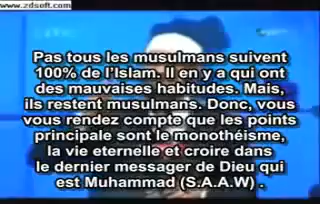 www.zdsoft.com
Pas tous les musulmans suivent
100% de l'Islam. Il en y a qui ont
des mauvaises habitudes. Mais,
ils restent musulmans. Donc, vous
vous rendez compte que les points
principale sont le monothéisme,
la vie eternelle et croire dans
le dernier messager de Dieu qui
est Muhammad (S.A.A.W) .